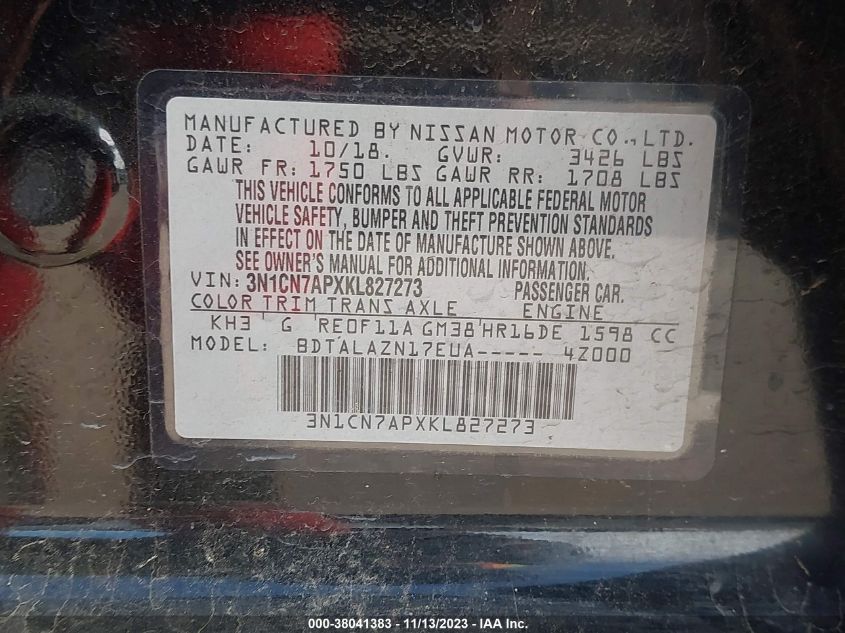 MANUFACTURED BY NISSAN MOTOR CO.,LTD.
DATE: 10/18. GVWR: 3426 LBS
GAWR FR: 1750 LBS GAWR RR: 1708 LBS
THIS VEHICLE CONFORMS TO ALL APPLICABLE FEDERAL MOTOR
VEHICLE SAFETY, BUMPER AND THEFT PREVENTION STANDARDS
IN EFFECT ON THE DATE OF MANUFACTURE SHOWN ABOVE.
SEE OWNER'S MANUAL FOR ADDITIONAL INFORMATION.
VIN: 3N1CN7APXKL827273 PASSENGER CAR.
COLOR TRIM TRANS AXLE ENGINE
KH3 G RE0F11A GM38 HR16DE 1598 CC
MODEL: BDTALAZN17EUA----- 4Z000
3N1CN7APXKL827273
000-38041383 - 11/13/2023 - IAA Inc.